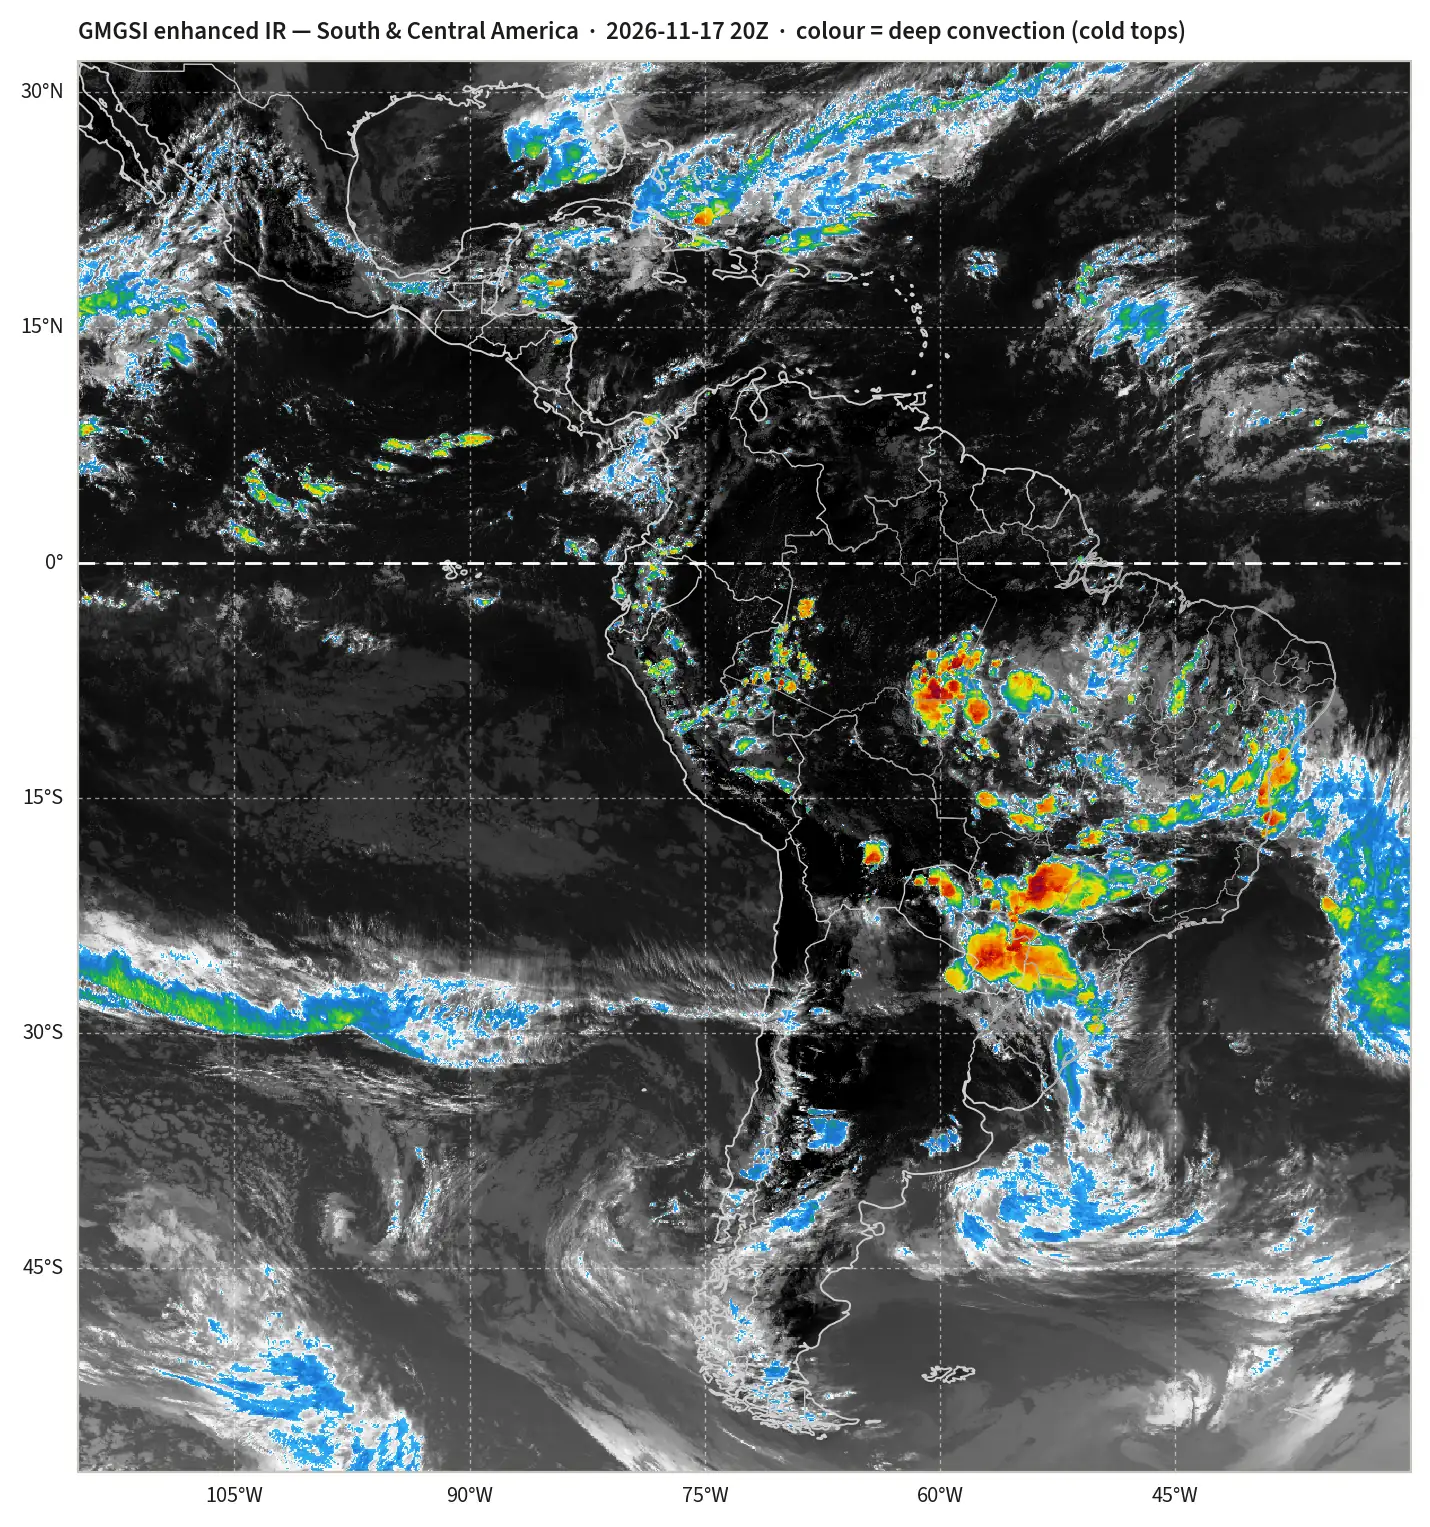 GMGSI enhanced IR — South & Central America · 2026-11-17 20Z · colour = deep convection (cold tops)
30°N
15°N
0°
15°S
30°S
45°S
105°W
90°W
75°W
60°W
45°W